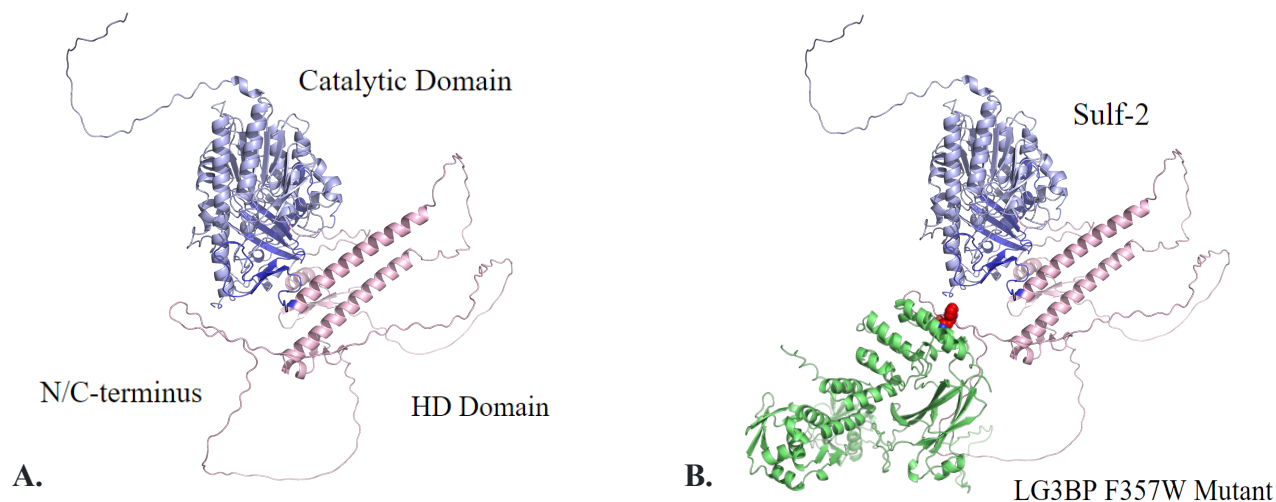 Catalytic Domain
N/C-terminus
HD Domain
A.
Sulf-2
B.
LG3BP F357W Mutant